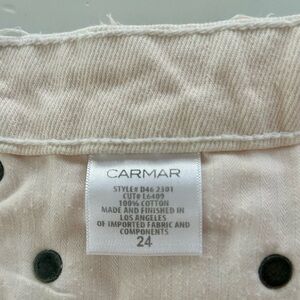 CARMAR
STYLE# D46 2301
CUT# L6409
100% COTTON
MADE AND FINISHED IN
LOS ANGELES
OF IMPORTED FABRIC AND
COMPONENTS
24